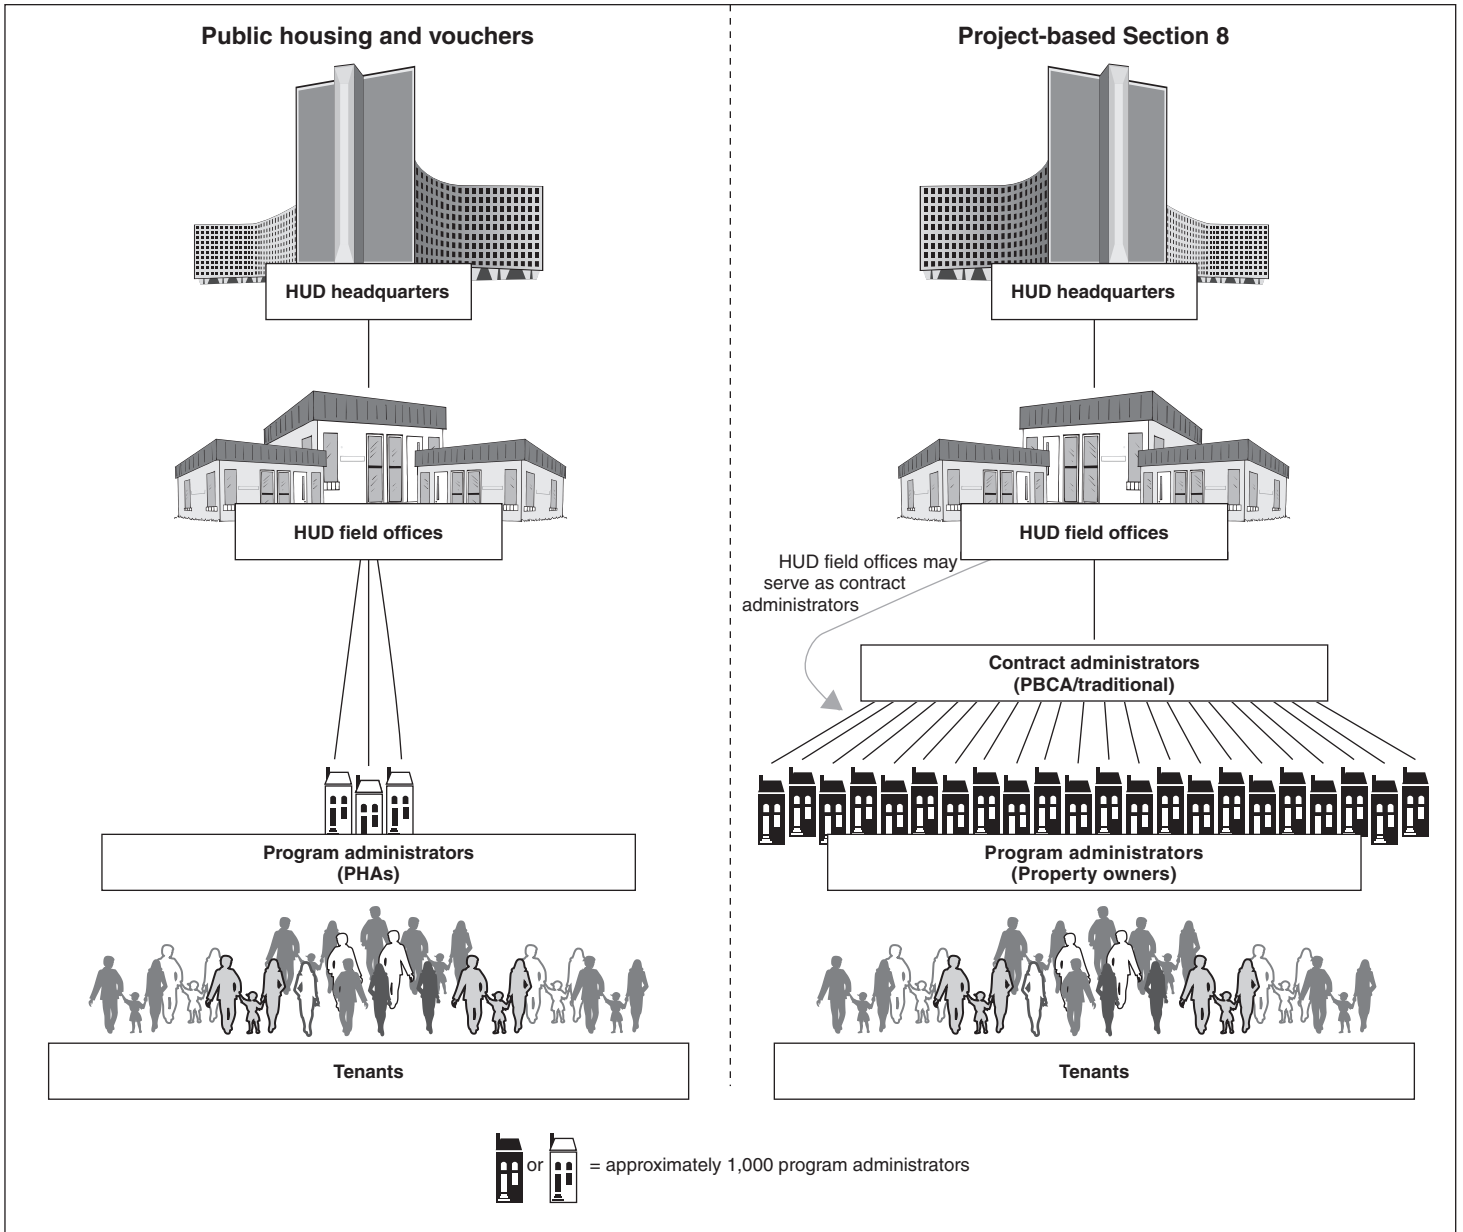 Public housing and vouchers
HUD headquarters
HUD field offices
Program administrators
(PHAs)
Tenants
Project-based Section 8
HUD headquarters
HUD field offices
HUD field offices may
serve as contract
administrators
Contract administrators
(PBCA/traditional)
Program administrators
(Property owners)
Tenants
or
= approximately 1,000 program administrators